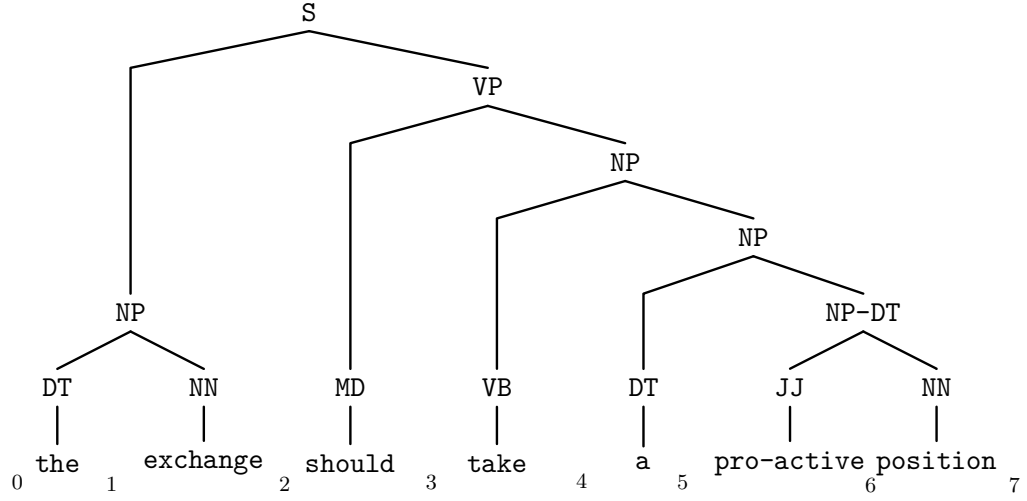 S
VP
NP
NP
NP NP-DT
DT NN MD VB DT JJ NN
the exchange should take a pro-active position
0 1 2 3 4 5 6 7